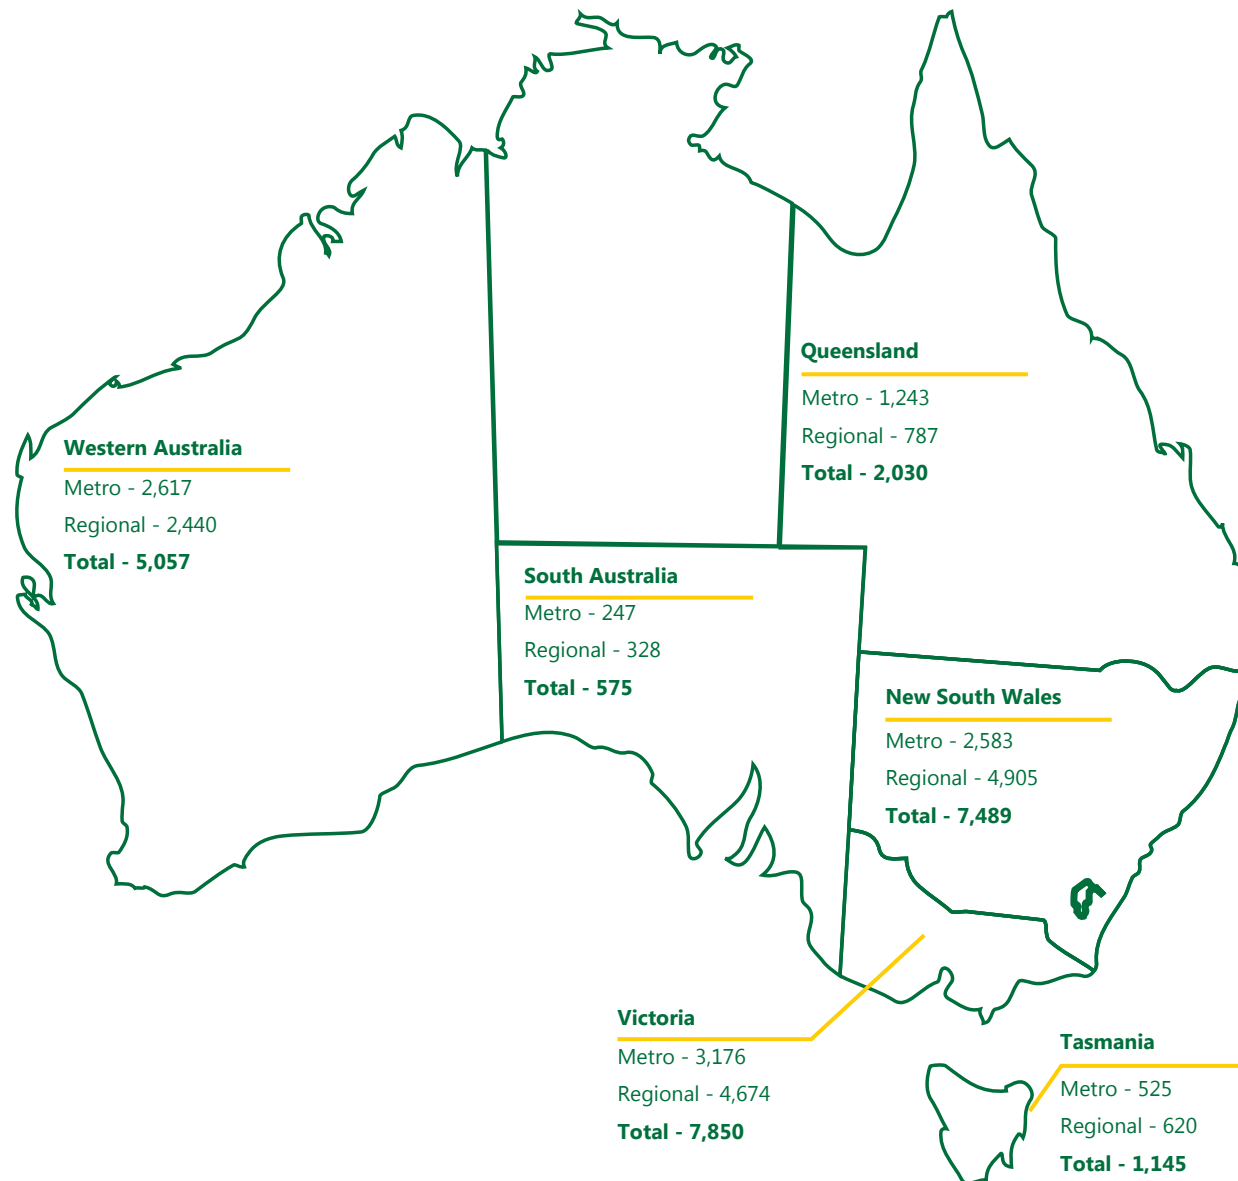 Queensland
Metro - 1,243
Regional - 787
Total - 2,030
Western Australia
Metro - 2,617
Regional - 2,440
Total - 5,057
South Australia
Metro - 247
Regional - 328
Total - 575
New South Wales
Metro - 2,583
Regional - 4,905
Total - 7,489
Victoria
Metro - 3,176
Regional - 4,674
Total - 7,850
Tasmania
Metro - 525
Regional - 620
Total - 1,145